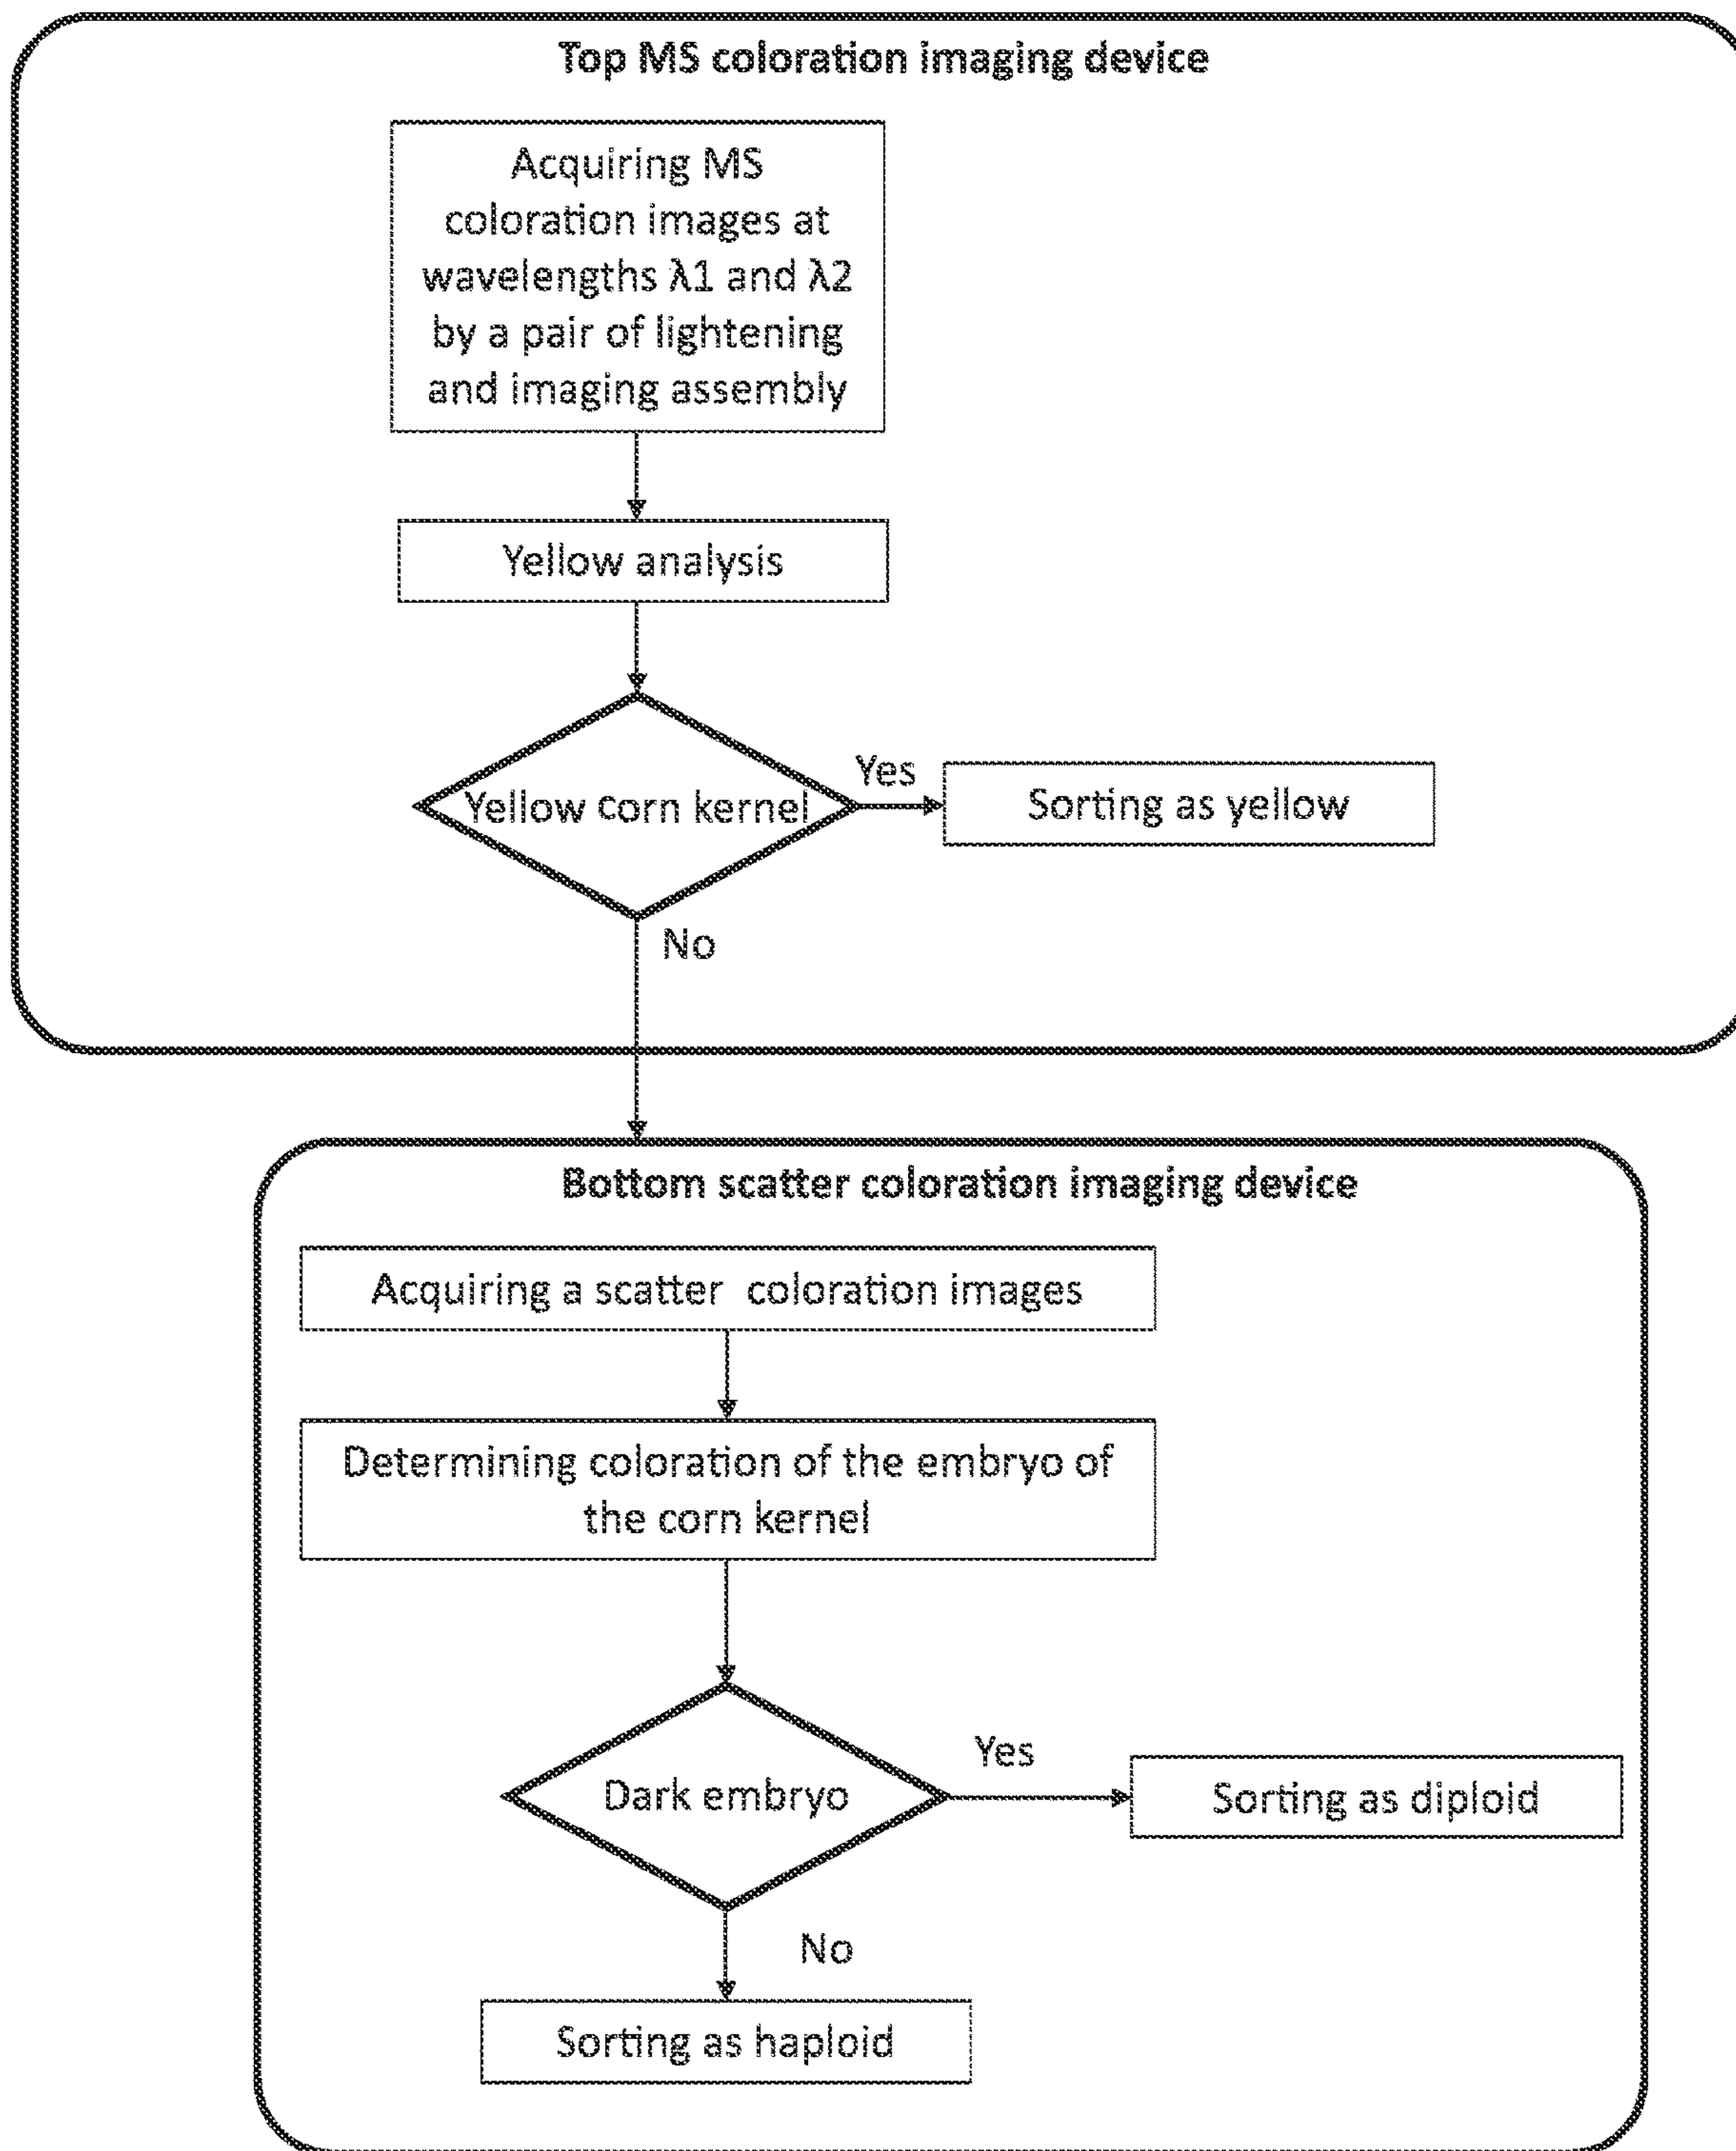 Top MS coloration imaging device
Acquiring MS
coloration images at
wavelengths λ1 and λ2
by a pair of lightening
and imaging assembly
Yellow analysis
Yellow corn kernel
Yes
Sorting as yellow
No
Bottom scatter coloration imaging device
Acquiring a scatter coloration images
Determining coloration of the embryo of
the corn kernel
Dark embryo
Yes
Sorting as diploid
No
Sorting as haploid